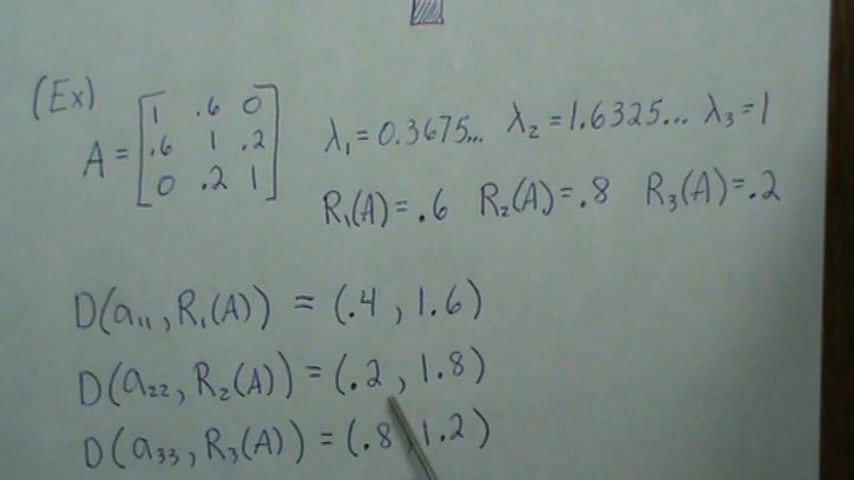 (Ex)
A = [1 .6 0
.6 1 .2
0 .2 1]
λ₁ = 0.3675... λ₂ = 1.6325... λ₃ = 1
R₁(A) = .6 R₂(A) = .8 R₃(A) = .2
D(a₁₁, R₁(A)) = (.4, 1.6)
D(a₂₂, R₂(A)) = (.2, 1.8)
D(a₃₃, R₃(A)) = (.8 1.2)